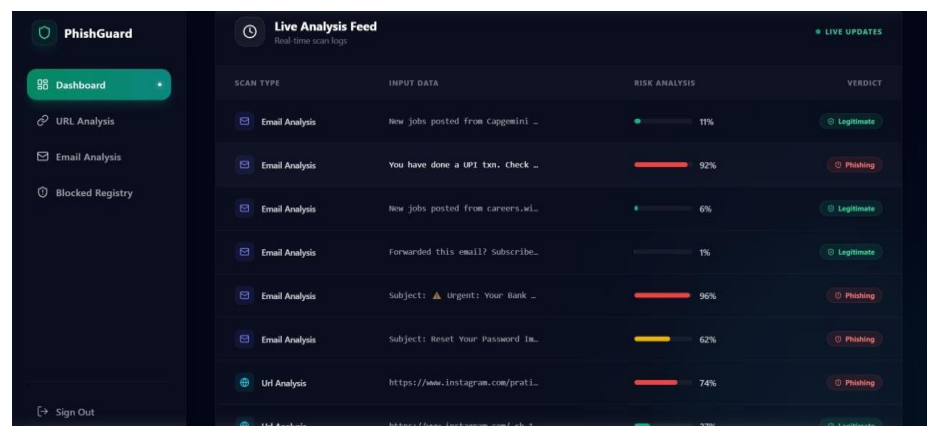 PhishGuard
Dashboard
URL Analysis
Email Analysis
Blocked Registry
Sign Out
Live Analysis Feed
Real-time scan logs
LIVE UPDATES
SCAN TYPE INPUT DATA RISK ANALYSIS VERDICT
Email Analysis New jobs posted from Capgemini … 11% Legitimate
Email Analysis You have done a UPI txn. Check … 92% Phishing
Email Analysis New jobs posted from careers.wi… 6% Legitimate
Email Analysis Forwarded this email? Subscribe… 1% Legitimate
Email Analysis Subject: ⚠ Urgent: Your Bank … 96% Phishing
Email Analysis Subject: Reset Your Password Im… 62% Phishing
Url Analysis https://www.instagram.com/prati… 74% Phishing